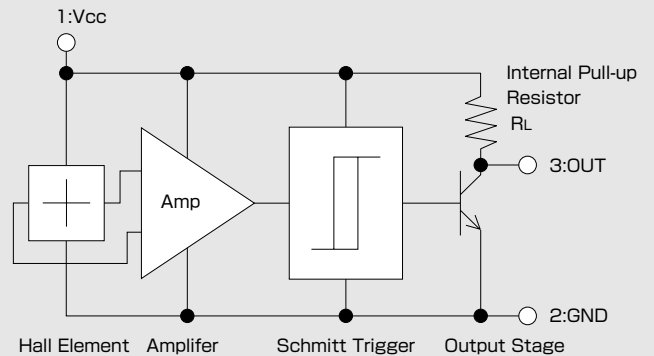 1:Vcc
Internal Pull-up
Resistor
RL
3:OUT
Amp
2:GND
Hall Element
Amplifer
Schmitt Trigger
Output Stage